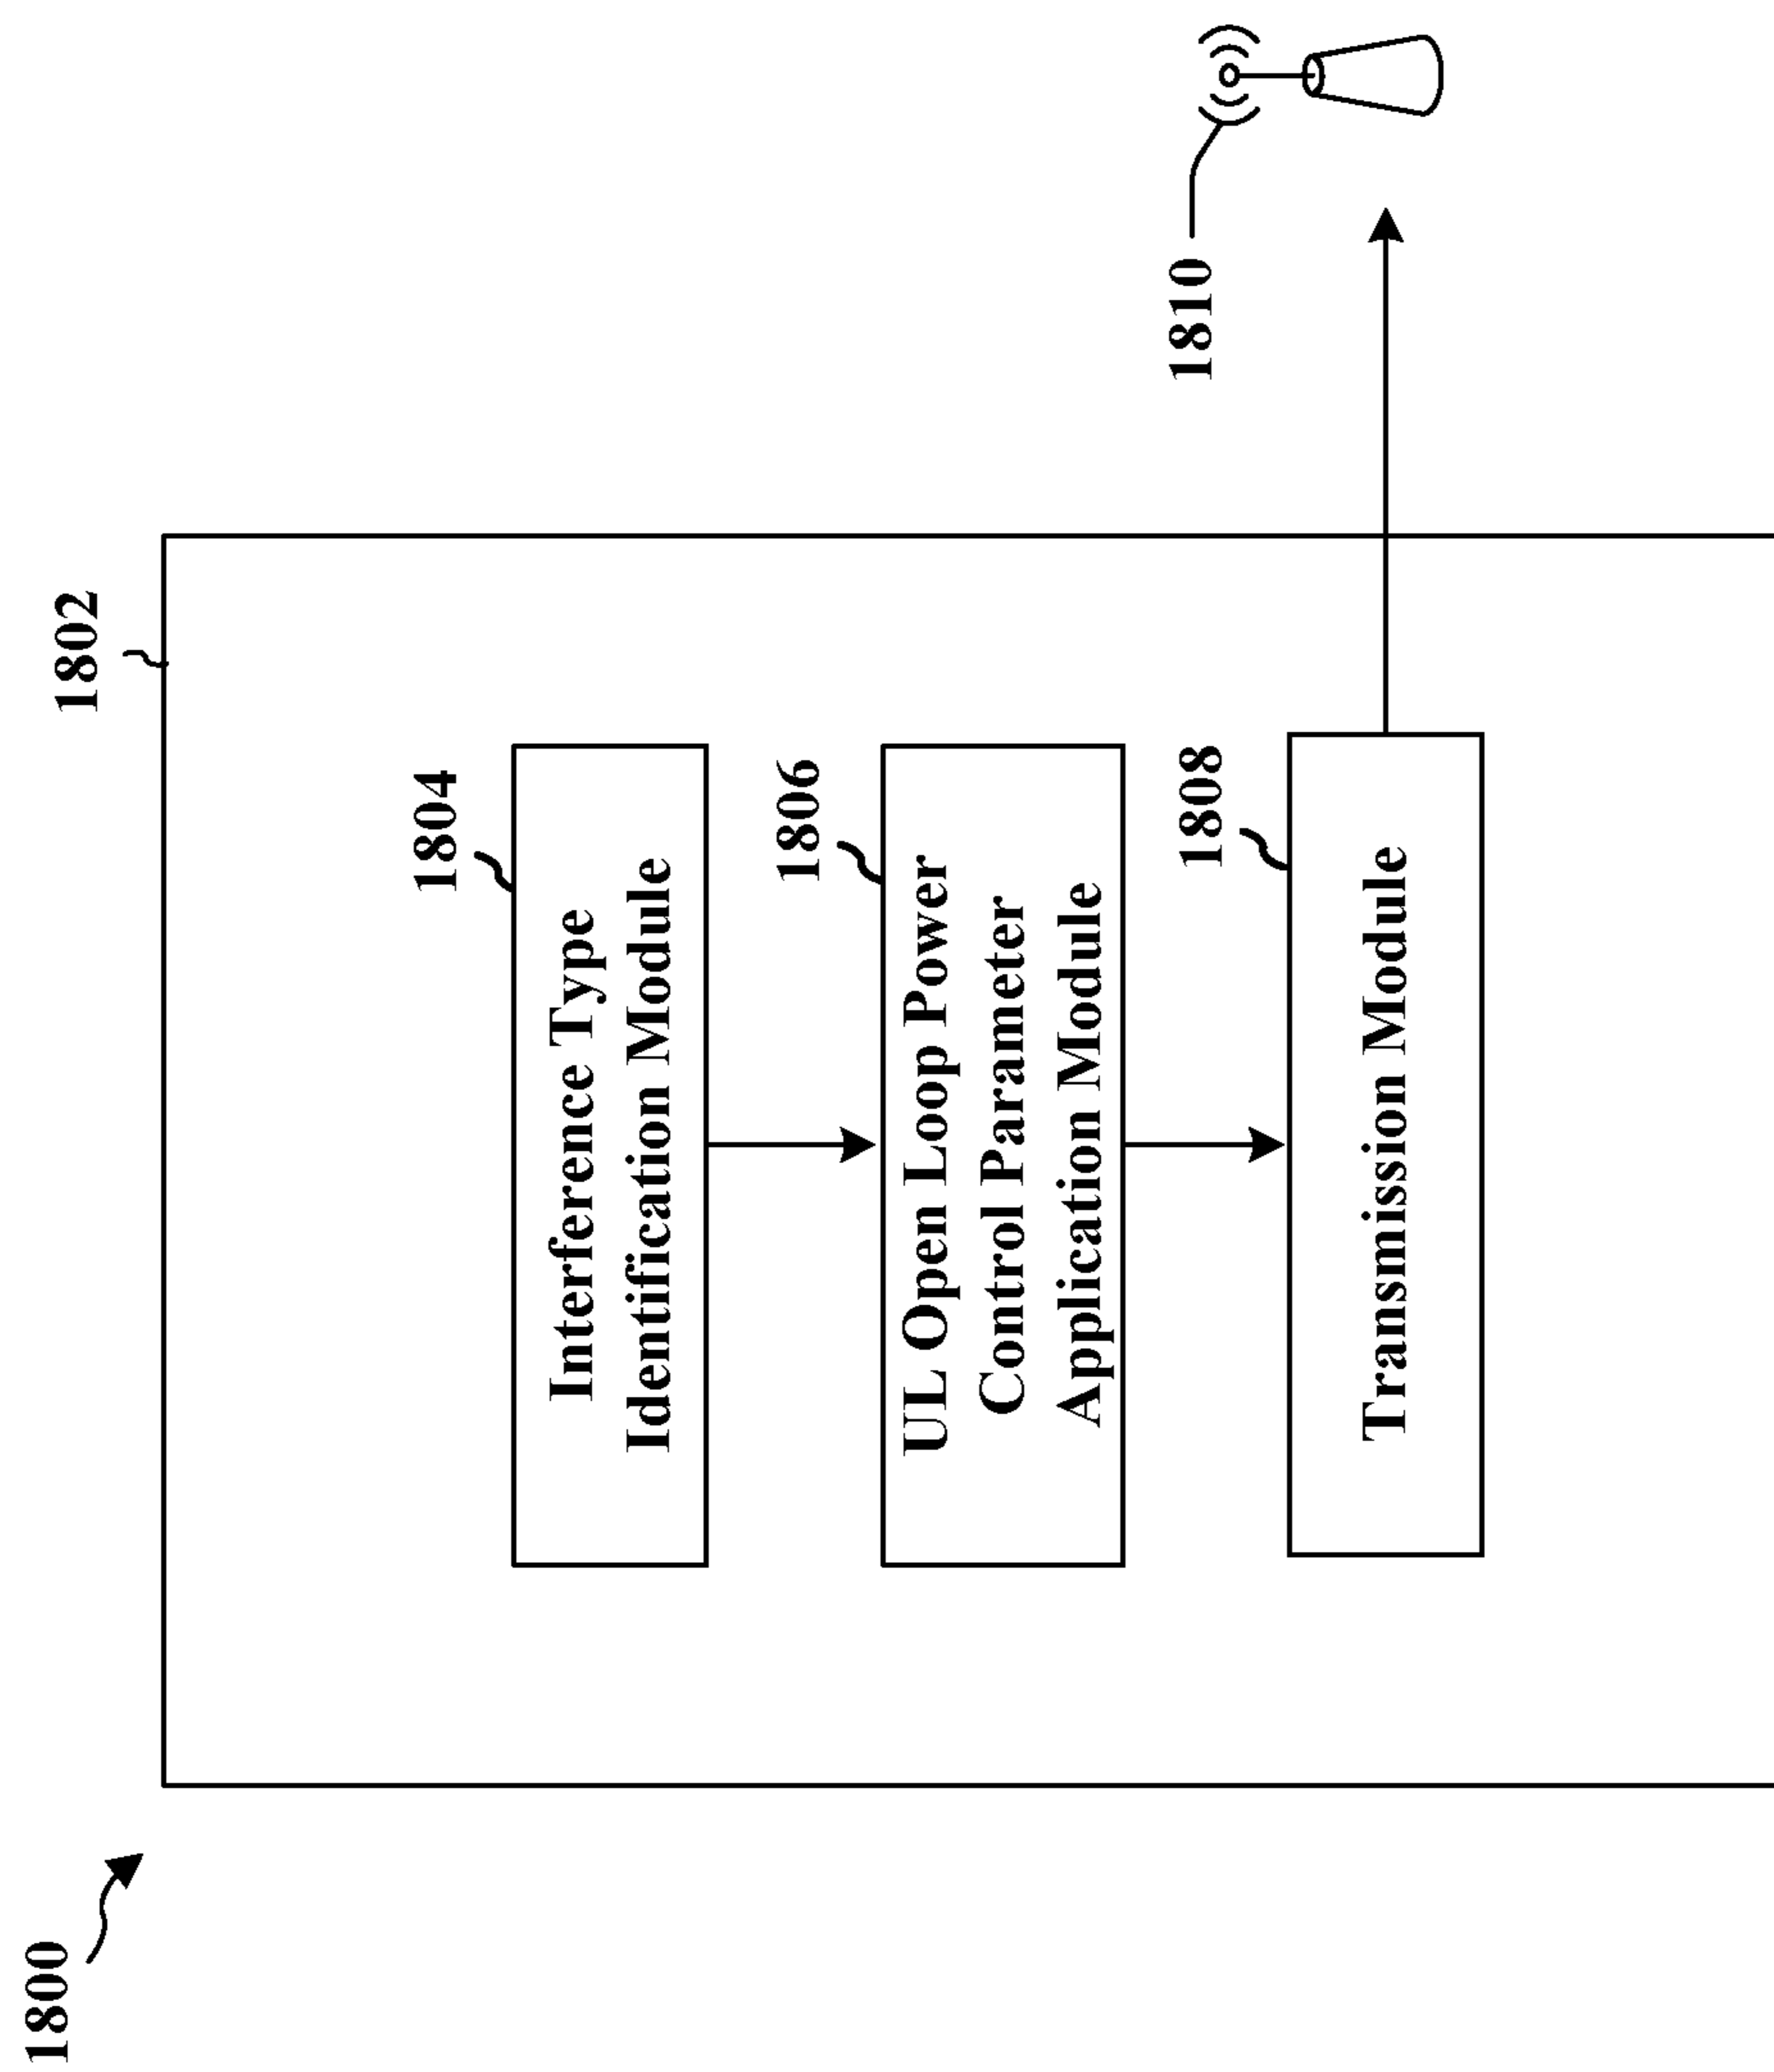 1800
1802
1804
Interference Type
Identification Module
1806
UL Open Loop Power
Control Parameter
Application Module
1808
Transmission Module
1810